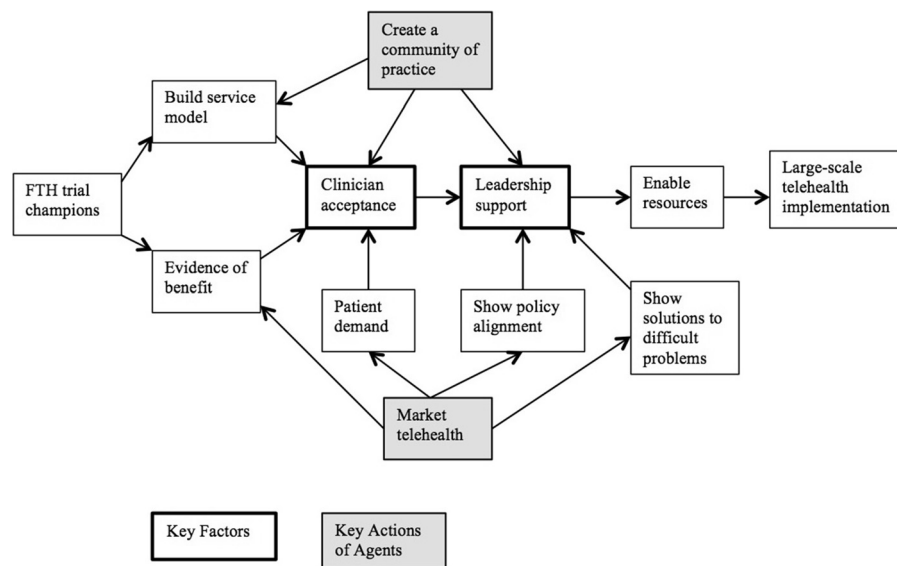 Create a
community of
practice
Build service
model
FTH trial
champions
Clinician
acceptance
Leadership
support
Enable
resources
Large-scale
telehealth
implementation
Evidence of
benefit
Patient
demand
Show policy
alignment
Show
solutions to
difficult
problems
Market
telehealth
Key Factors
Key Actions
of Agents